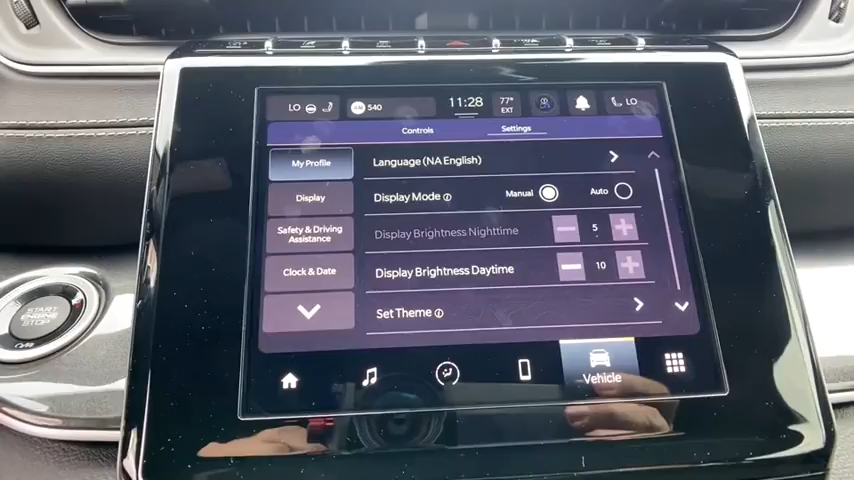 LO
AM 540
11:28
77°
EXT
OFF
LO
Controls
Settings
My Profile
Language (NA English)
Display
Display Mode
Manual
Auto
Safety & Driving
Assistance
Display Brightness Nighttime
5
Clock & Date
Display Brightness Daytime
10
Set Theme
Vehicle
START
ENGINE
STOP